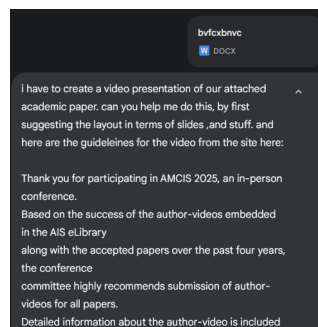 bvfcxbnvc
W DOCX
i have to create a video presentation of our attached
academic paper. can you help me do this, by first
suggesting the layout in terms of slides ,and stuff. and
here are the guideleines for the video from the site here:
Thank you for participating in AMCIS 2025, an in-person
conference.
Based on the success of the author-videos embedded
in the AIS eLibrary
along with the accepted papers over the past four years,
the conference
committee highly recommends submission of author-
videos for all papers.
Detailed information about the author-video is included